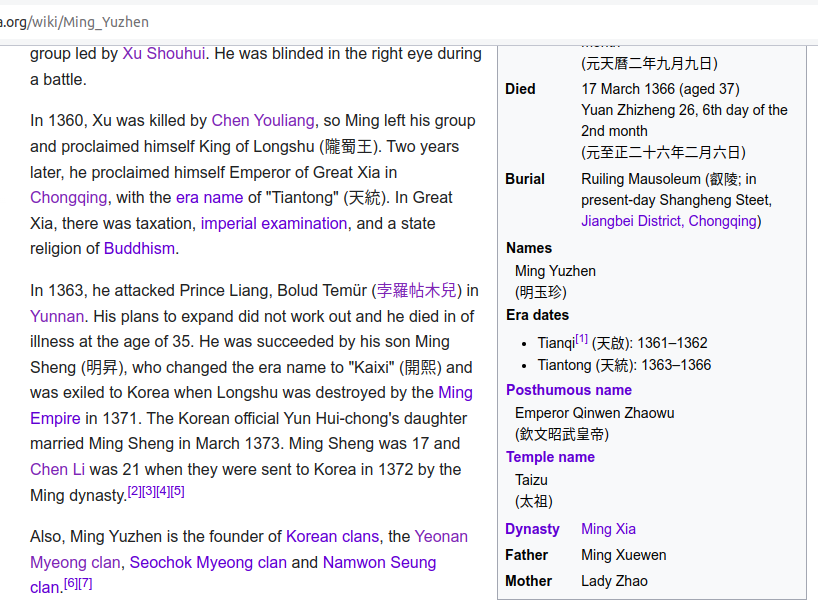 a.org/wiki/Ming_Yuzhen
group led by Xu Shouhui. He was blinded in the right eye during
a battle.
In 1360, Xu was killed by Chen Youliang, so Ming left his group
and proclaimed himself King of Longshu (隴蜀王). Two years
later, he proclaimed himself Emperor of Great Xia in
Chongqing, with the era name of "Tiantong" (天統). In Great
Xia, there was taxation, imperial examination, and a state
religion of Buddhism.
In 1363, he attacked Prince Liang, Bolud Temür (孛羅帖木兒) in
Yunnan. His plans to expand did not work out and he died in of
illness at the age of 35. He was succeeded by his son Ming
Sheng (明昇), who changed the era name to "Kaixi" (開熙) and
was exiled to Korea when Longshu was destroyed by the Ming
Empire in 1371. The Korean official Yun Hui-chong's daughter
married Ming Sheng in March 1373. Ming Sheng was 17 and
Chen Li was 21 when they were sent to Korea in 1372 by the
Ming dynasty.[2][3][4][5]
Also, Ming Yuzhen is the founder of Korean clans, the Yeonan
Myeong clan, Seochok Myeong clan and Namwon Seung
clan.[6][7]
(元天曆二年九月九日)
Died 17 March 1366 (aged 37)
Yuan Zhizheng 26, 6th day of the
2nd month
(元至正二十六年二月六日)
Burial Ruiling Mausoleum (叡陵; in
present-day Shangheng Steet,
Jiangbei District, Chongqing)
Names
Ming Yuzhen
(明玉珍)
Era dates
• Tianqi[1] (天啟): 1361–1362
• Tiantong (天統): 1363–1366
Posthumous name
Emperor Qinwen Zhaowu
(欽文昭武皇帝)
Temple name
Taizu
(太祖)
Dynasty Ming Xia
Father Ming Xuewen
Mother Lady Zhao